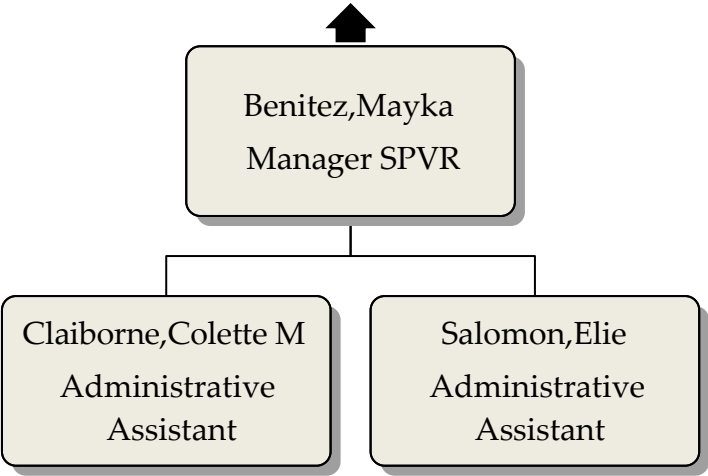 Benitez,Mayka
Manager SPVR
Claiborne,Colette M
Administrative
Assistant
Salomon,Elie
Administrative
Assistant